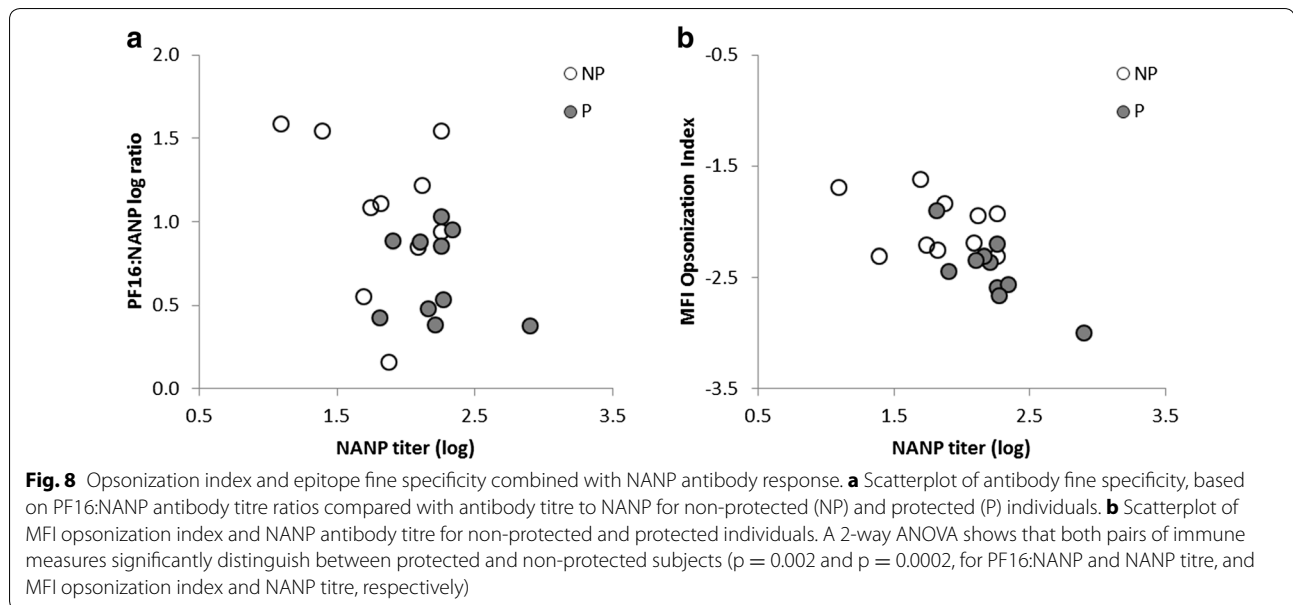 a
2.0
1.5
1.0
0.5
0.0
PF16:NANP log ratio
NP
P
0.5 1.5 2.5 3.5
NANP titer (log)
b
-0.5
-1.5
-2.5
-3.5
MFI Opsonization Index
NP
P
0.5 1.5 2.5 3.5
NANP titer (log)
Fig. 8 Opsonization index and epitope fine specificity combined with NANP antibody response. a Scatterplot of antibody fine specificity, based
on PF16:NANP antibody titre ratios compared with antibody titre to NANP for non-protected (NP) and protected (P) individuals. b Scatterplot of
MFI opsonization index and NANP antibody titre for non-protected and protected individuals. A 2-way ANOVA shows that both pairs of immune
measures significantly distinguish between protected and non-protected subjects (p = 0.002 and p = 0.0002, for PF16:NANP and NANP titre, and
MFI opsonization index and NANP titre, respectively)